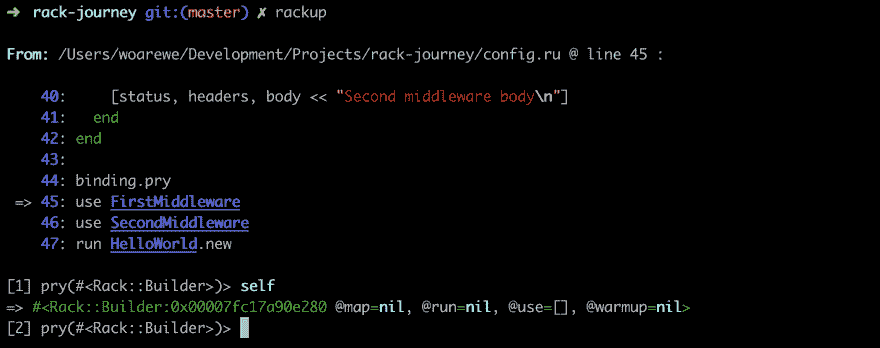 ➜ rack-journey git:(master) ✗ rackup
From: /Users/woarewe/Development/Projects/rack-journey/config.ru @ line 45 :
40: [status, headers, body << "Second middleware body\n"]
41: end
42: end
43:
44: binding.pry
=> 45: use FirstMiddleware
46: use SecondMiddleware
47: run HelloWorld.new
[1] pry(#<Rack::Builder>)> self
=> #<Rack::Builder:0x00007fc17a90e280 @map=nil, @run=nil, @use=[], @warmup=nil>
[2] pry(#<Rack::Builder>)>